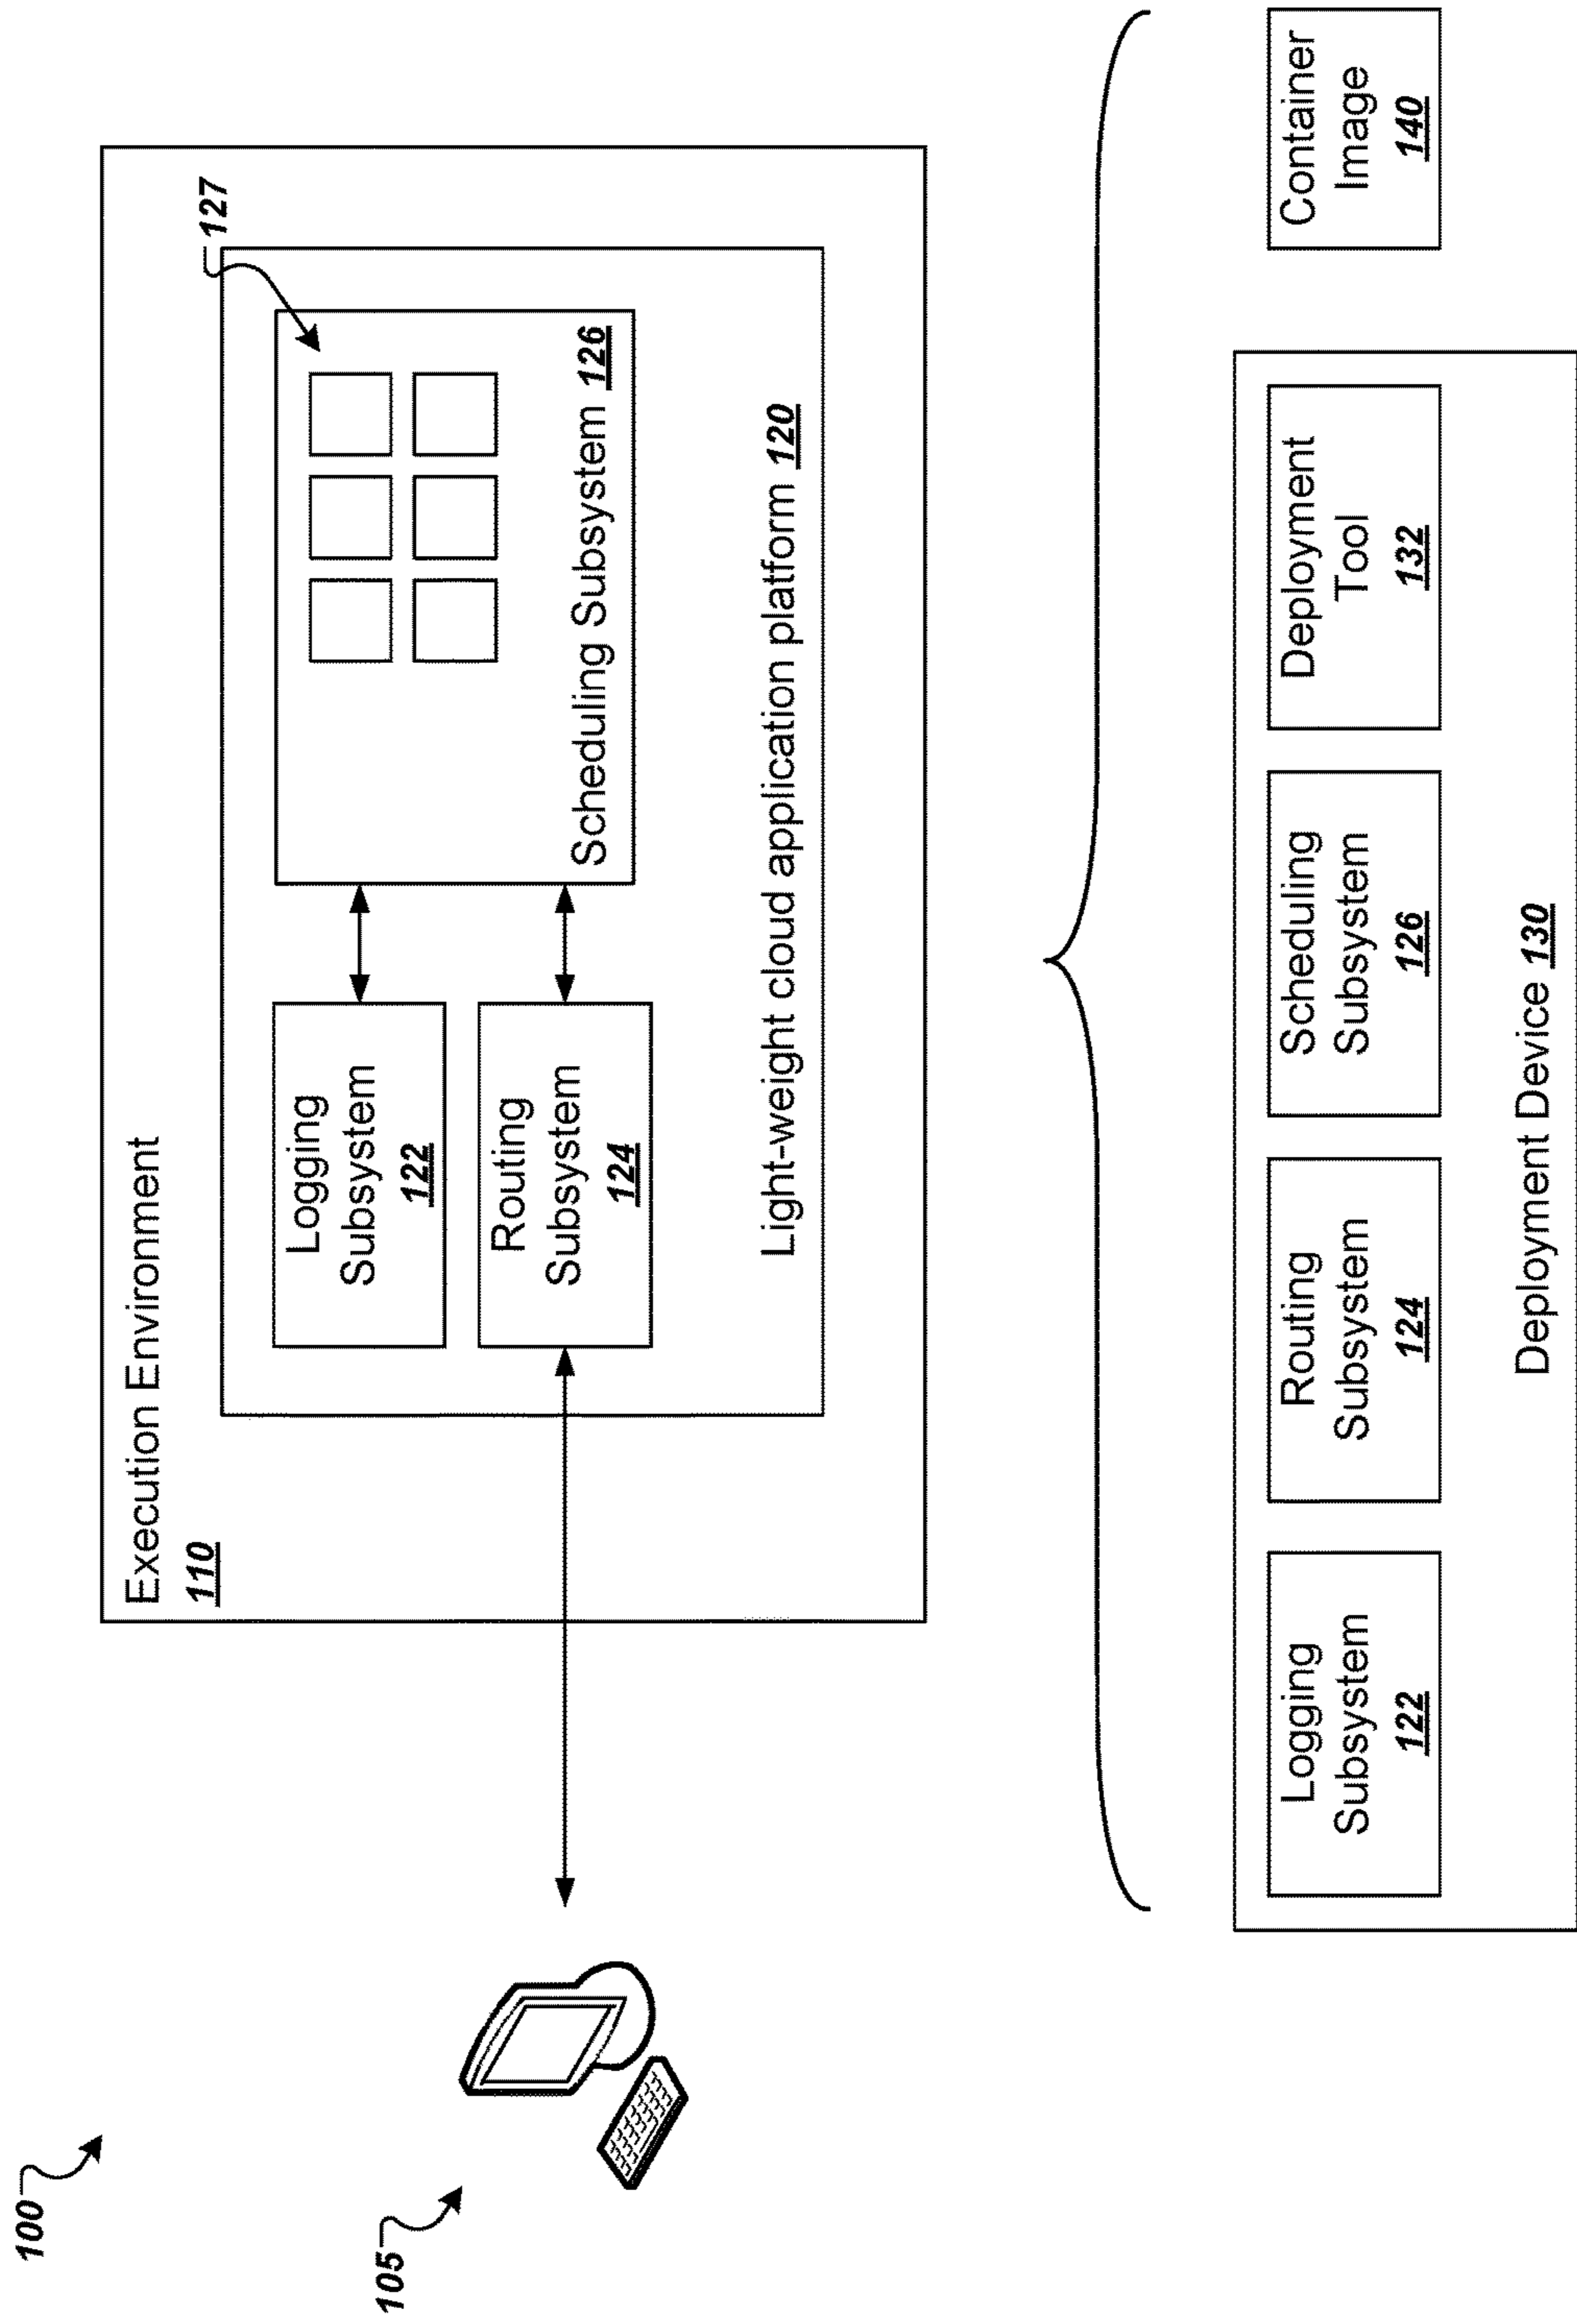 100
105
Execution Environment
110
127
Logging
Subsystem
122
Routing
Subsystem
124
Scheduling Subsystem 126
Light-weight cloud application platform 120
Logging
Subsystem
122
Routing
Subsystem
124
Scheduling
Subsystem
126
Deployment
Tool
132
Deployment Device 130
Container
Image
140